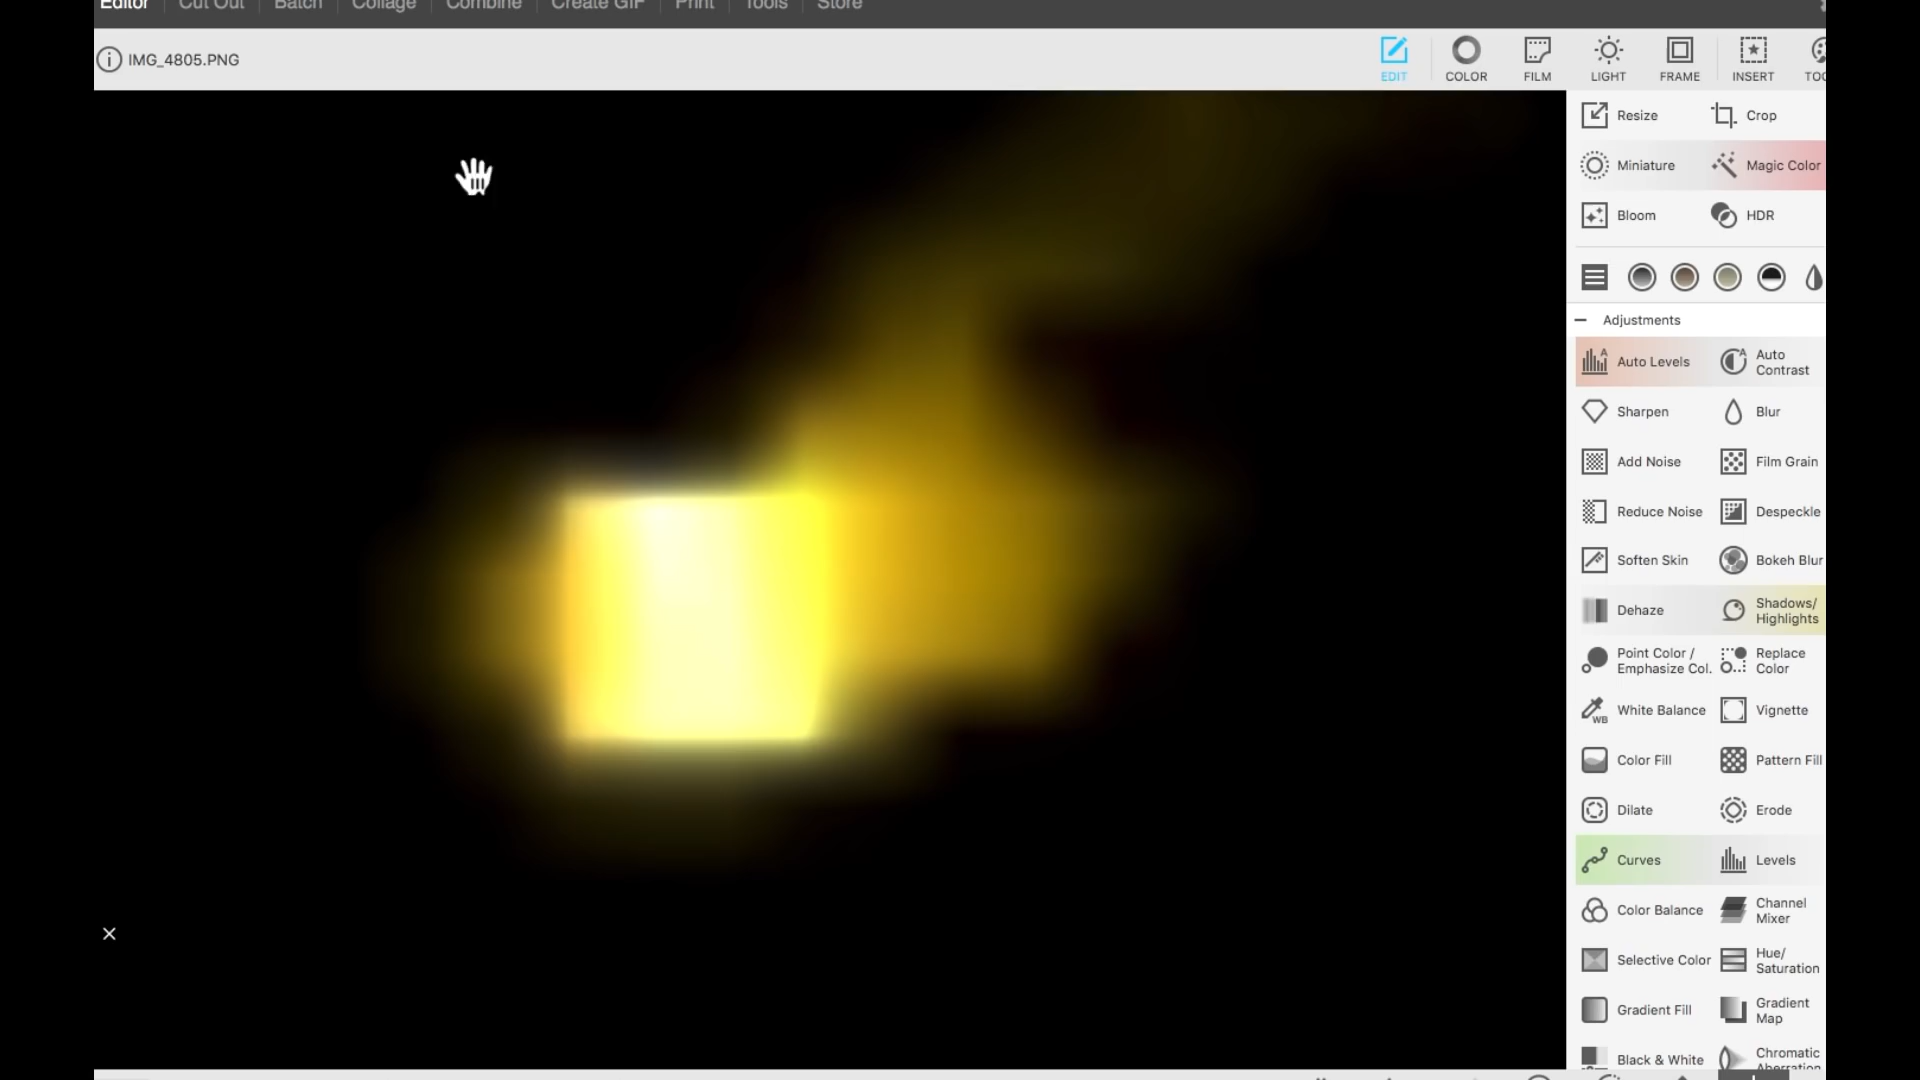 Editor Cut Out Batch Collage Combine Create GIF Print Tools Store
IMG_4805.PNG
EDIT COLOR FILM LIGHT FRAME INSERT
Resize Crop
Miniature Magic Color
Bloom HDR
Adjustments
Auto Levels Auto Contrast
Sharpen Blur
Add Noise Film Grain
Reduce Noise Despeckle
Soften Skin Bokeh Blur
Dehaze Shadows/ Highlights
Point Color / Emphasize Col. Replace Color
WB White Balance Vignette
Color Fill Pattern Fill
Dilate Erode
Curves Levels
Color Balance Channel Mixer
Selective Color Hue/ Saturation
Gradient Fill Gradient Map
Black & White Chromatic Aberration